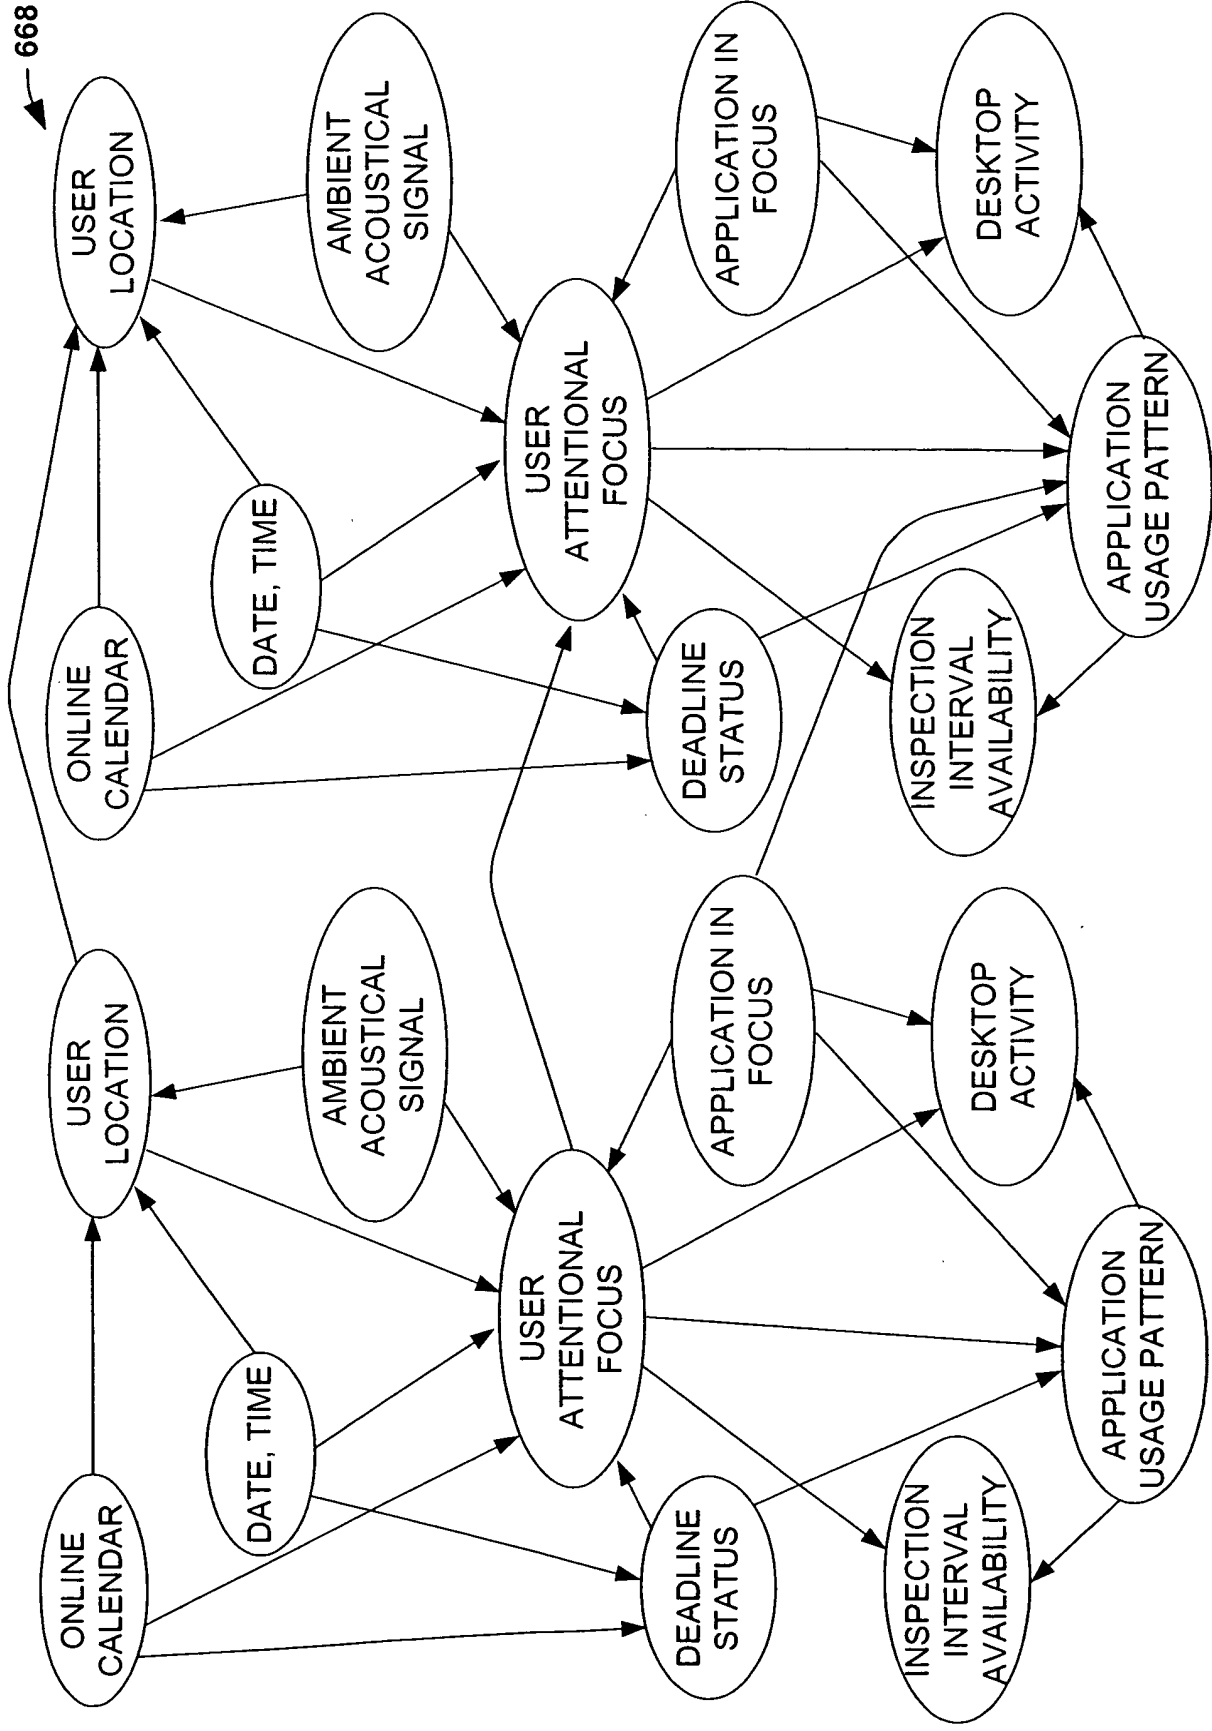 668
ONLINE
CALENDAR
USER
LOCATION
DATE, TIME
AMBIENT
ACOUSTICAL
SIGNAL
USER
ATTENTIONAL
FOCUS
DEADLINE
STATUS
APPLICATION IN
FOCUS
INSPECTION
INTERVAL
AVAILABILITY
DESKTOP
ACTIVITY
APPLICATION
USAGE PATTERN
ONLINE
CALENDAR
USER
LOCATION
DATE, TIME
AMBIENT
ACOUSTICAL
SIGNAL
USER
ATTENTIONAL
FOCUS
DEADLINE
STATUS
APPLICATION IN
FOCUS
INSPECTION
INTERVAL
AVAILABILITY
DESKTOP
ACTIVITY
APPLICATION
USAGE PATTERN